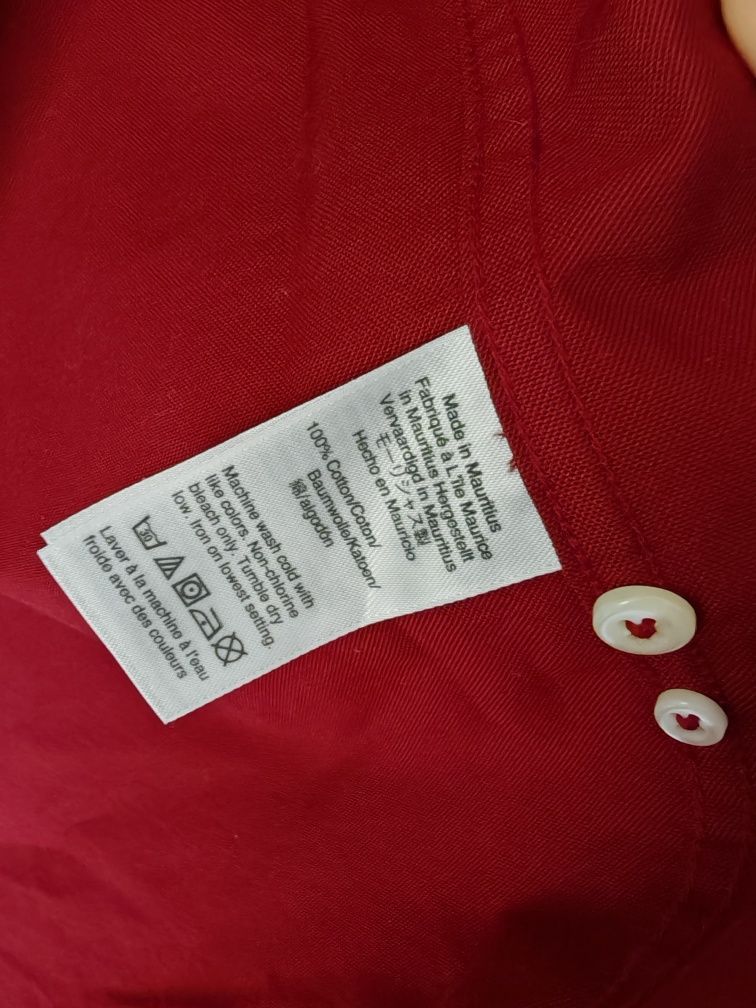 Made in Mauritius
Fabriqué à L'île Maurice
in Mauritius Hergestellt
Vervaardigd in Mauritius
モーリシャス製
Hecho en Mauricio
100% Cotton/Coton/
Baumwolle/Katoen/
綿/algodón
Machine wash cold with
like colors. Non-chlorine
bleach only. Tumble dry
low. Iron on lowest setting.
30
Laver à la machine à l'eau
froide avec des couleurs